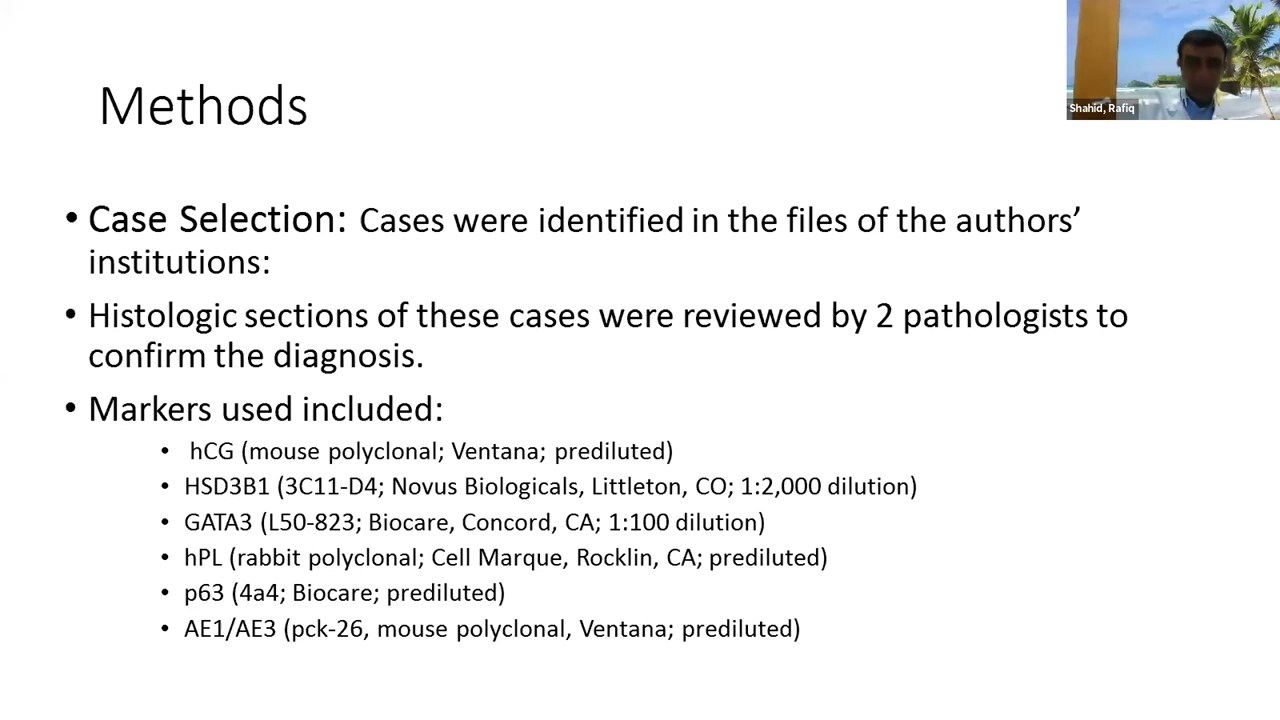 Methods
Shahid, Rafiq
• Case Selection: Cases were identified in the files of the authors’
institutions:
• Histologic sections of these cases were reviewed by 2 pathologists to
confirm the diagnosis.
• Markers used included:
• hCG (mouse polyclonal; Ventana; prediluted)
• HSD3B1 (3C11-D4; Novus Biologicals, Littleton, CO; 1:2,000 dilution)
• GATA3 (L50-823; Biocare, Concord, CA; 1:100 dilution)
• hPL (rabbit polyclonal; Cell Marque, Rocklin, CA; prediluted)
• p63 (4a4; Biocare; prediluted)
• AE1/AE3 (pck-26, mouse polyclonal, Ventana; prediluted)